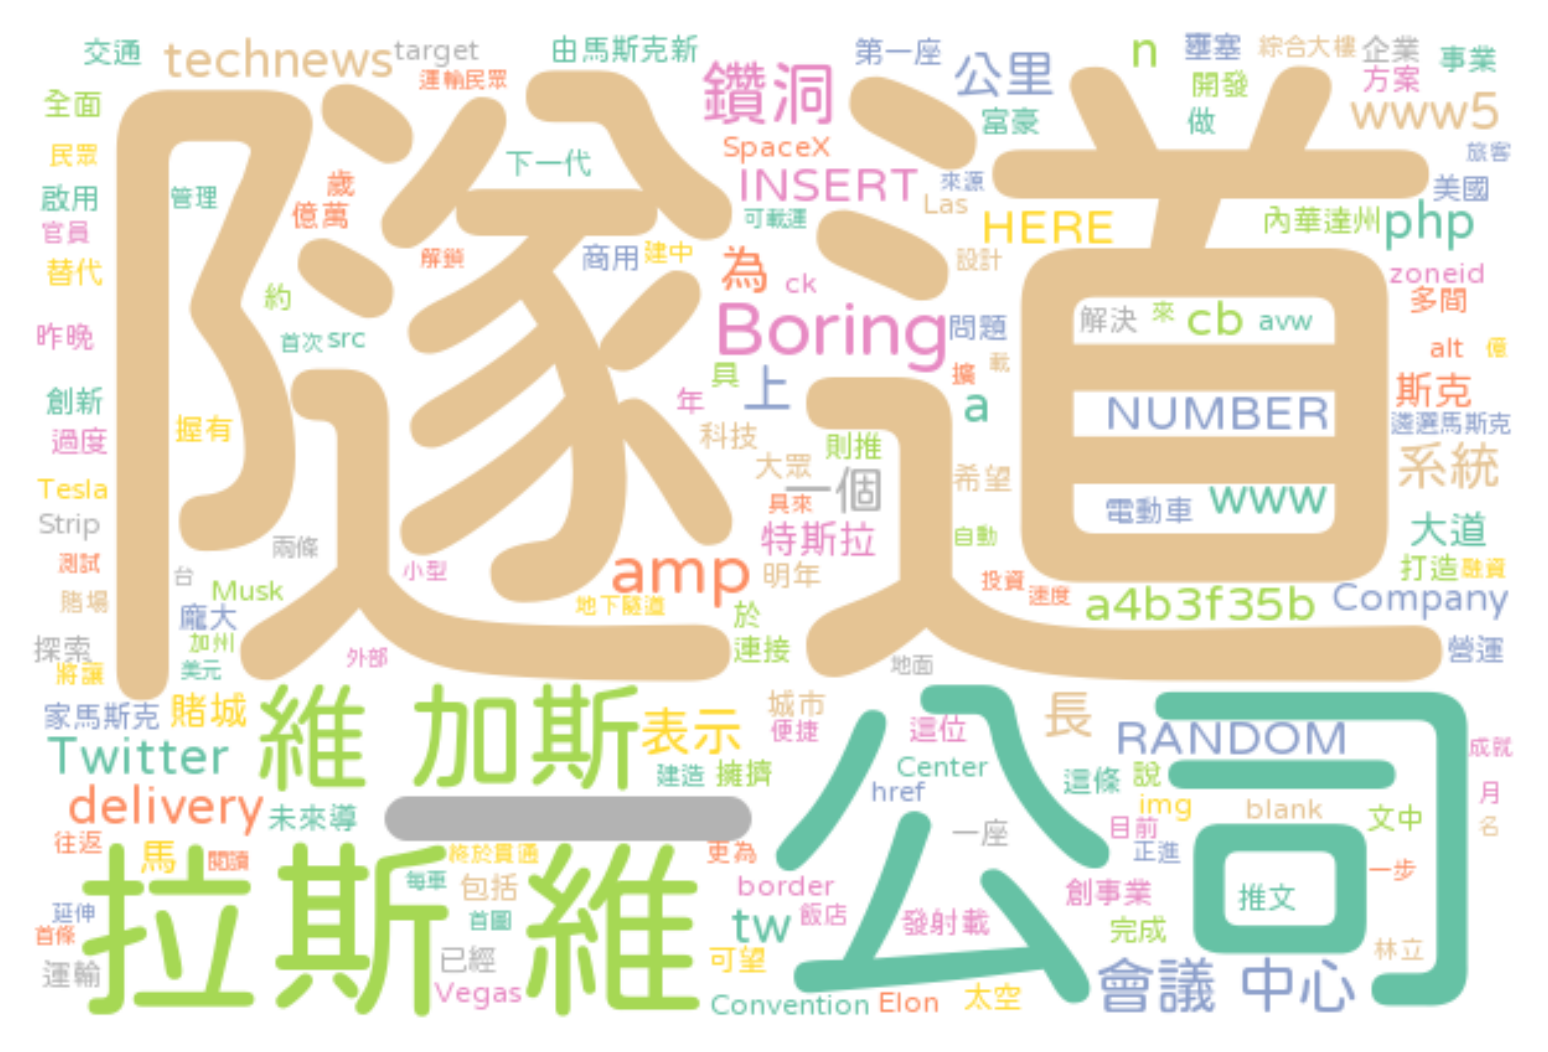 交通
technews
target
由馬斯克新
第一座
公里
n
壅塞
綜合大樓
企業
事業
全面
運輸民眾
鑽洞
富豪
開發
方案
做
www5
民眾
下一代
SpaceX
旅客
啟用
管理
歲
億萬
INSERT
來源
Las
美國
官員
可載運
HERE
內華達州
php
替代
解鎖
商用
建中
為
ck
設計
zoneid
約
多間
昨晚
首次
src
Boring
問題
解決
來
cb
avw
alt
億
隧道
創新
具
年
上
擴
載
a
NUMBER
斯克
過度
握有
科技
則推
遴選馬斯克
Tesla
大眾
一個
希望
系統
Strip
具來
電動車
www
測試
兩條
特斯拉
自動
大道
台
小型
amp
明年
投資
速度
打造
融資
賭場
Musk
龐大
地下隧道
於
a4b3f35b
Company
探索
加州
外部
連接
地面
營運
將讓
美元
家馬斯克
賭城
維
加斯
表示
城市
便捷
這位
長
RANDOM
成就
Twitter
建造
擁擠
Center
這條
說
公司
delivery
未來導
一
href
img
blank
文中
月
往返
馬
閱讀
終於貫通
更為
一座
目前
正進
名
拉斯維
每車
包括
border
創事業
一步
延伸
首條
首圖
tw
飯店
發射載
完成
推文
林立
運輸
已經
可望
會議
中心
Vegas
Convention
Elon
太空